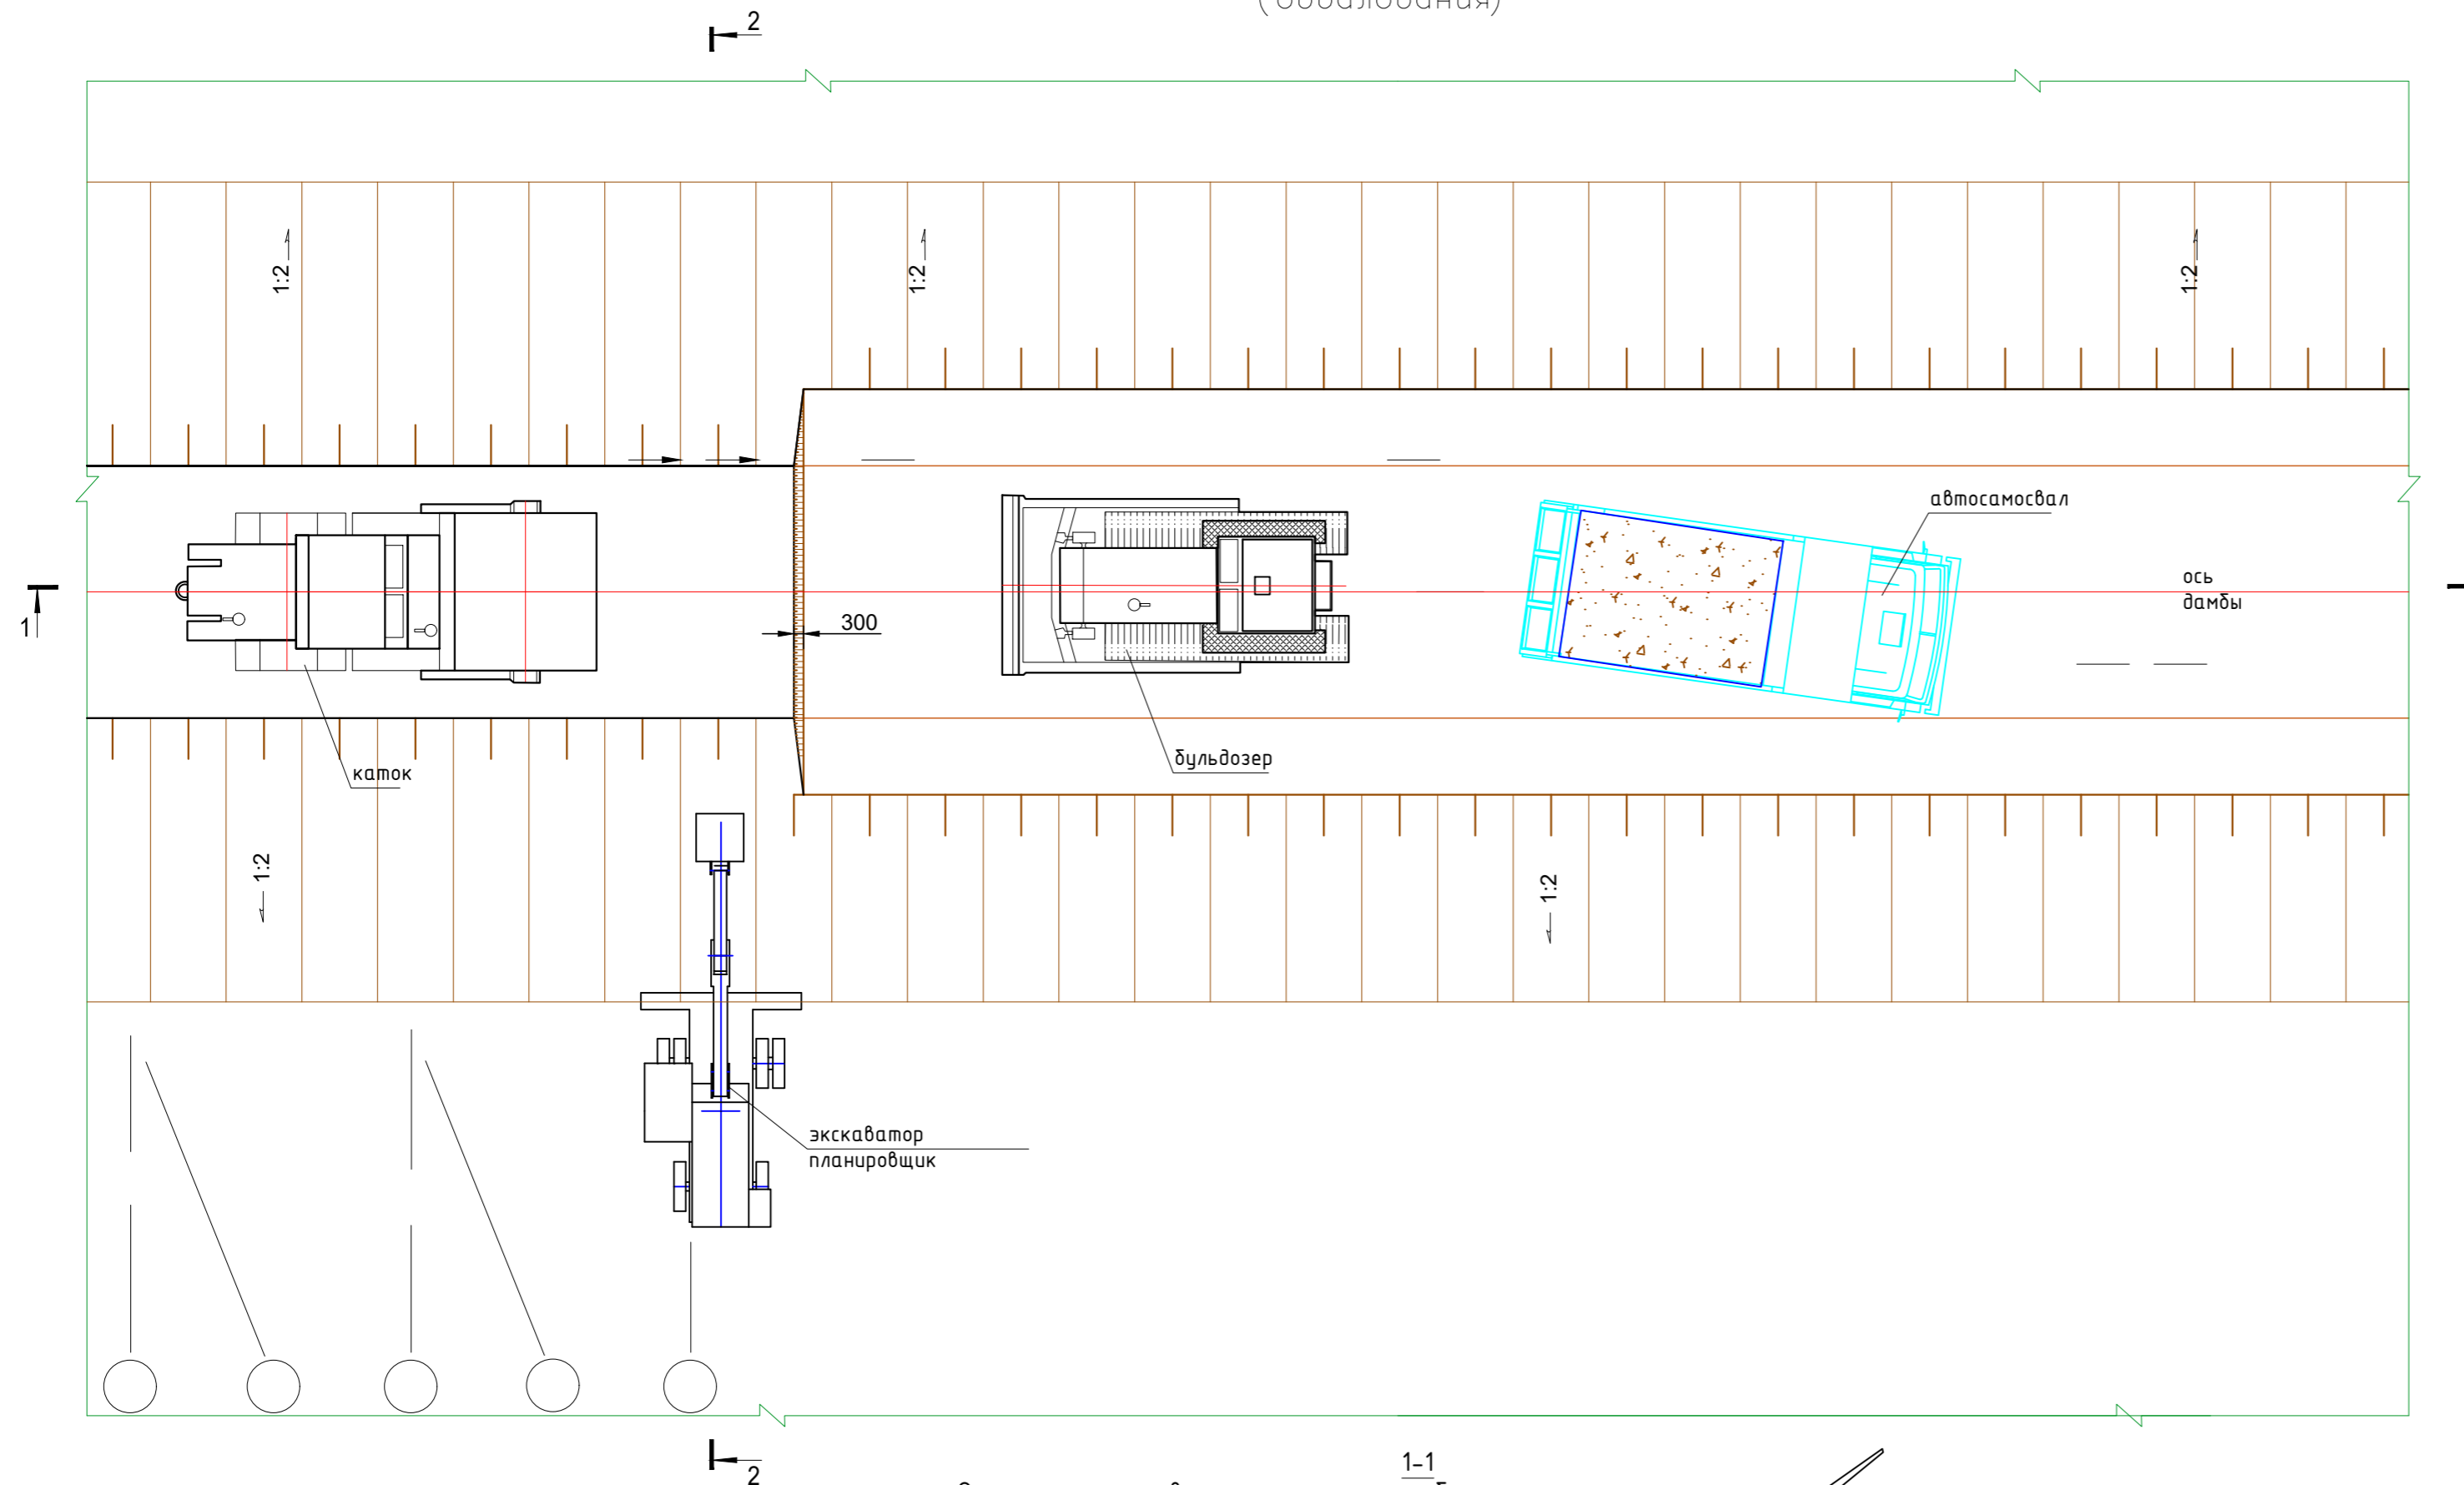 (обвалования)
2
1:2
1:2
1:2
автосамосвал
ось
дамбы
1
300
бульдозер
каток
1:2
1:2
экскаватор
планировщик
1-1
2